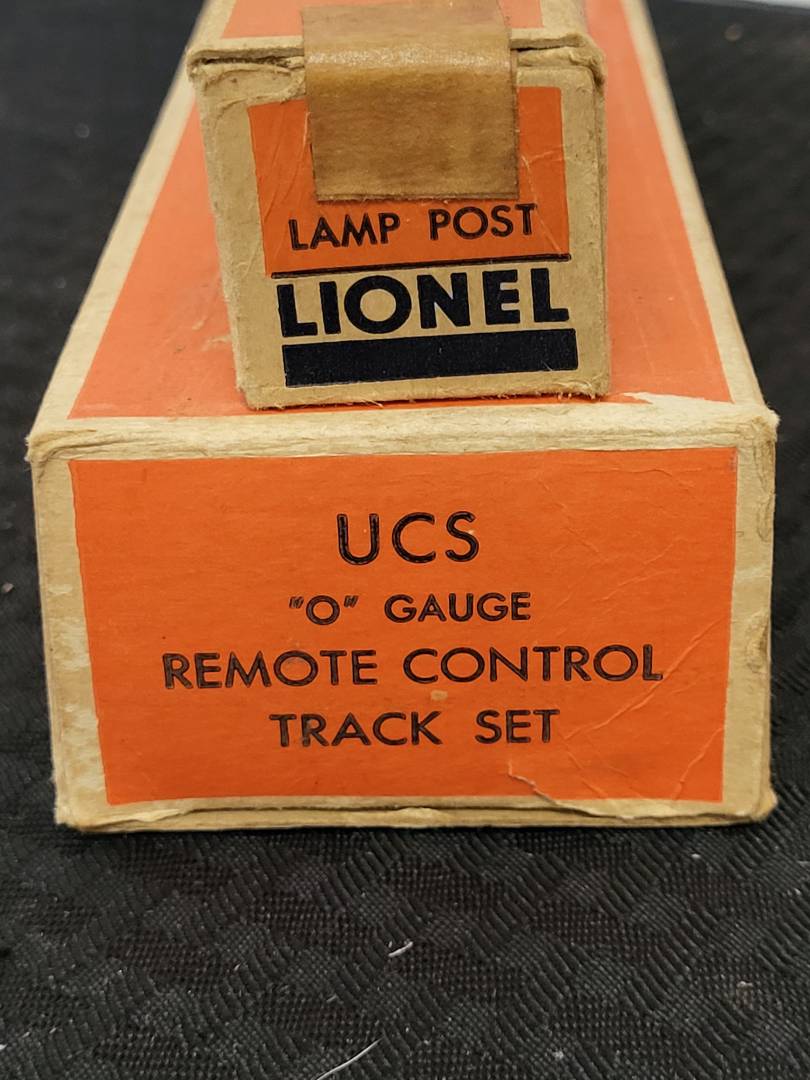 LAMP POST
LIONEL
UCS
"O" GAUGE
REMOTE CONTROL
TRACK SET